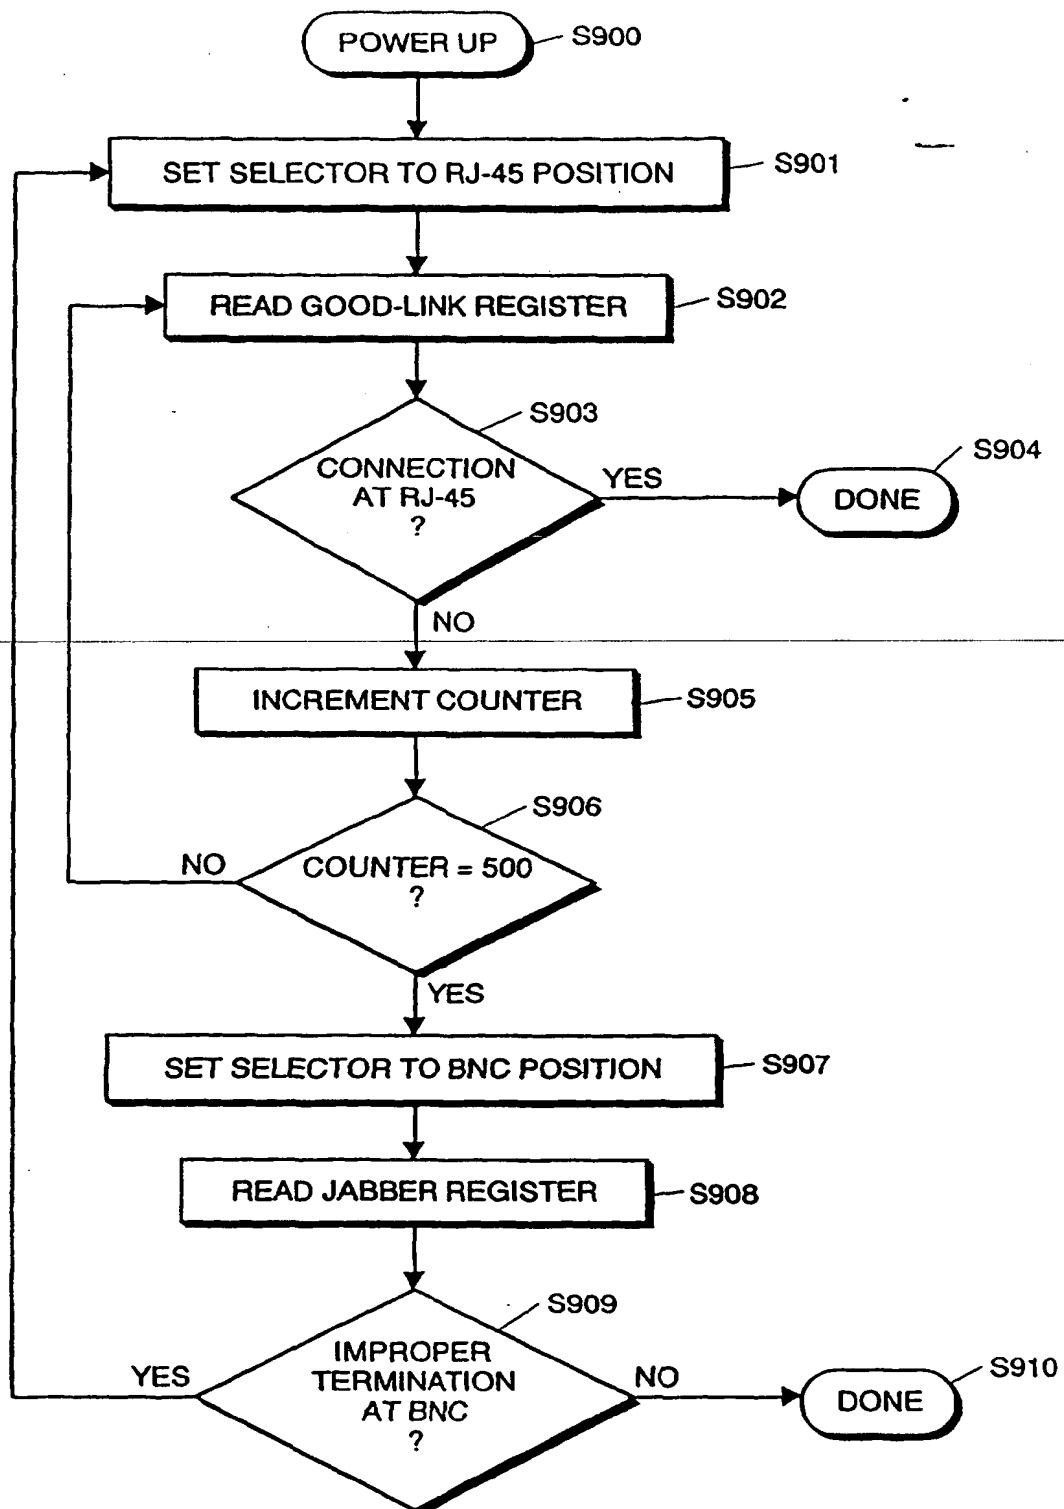 POWER UP
S900
SET SELECTOR TO RJ-45 POSITION
S901
READ GOOD-LINK REGISTER
S902
S903
CONNECTION
AT RJ-45
?
YES
S904
DONE
NO
INCREMENT COUNTER
S905
S906
COUNTER = 500
?
NO
YES
SET SELECTOR TO BNC POSITION
S907
READ JABBER REGISTER
S908
S909
IMPROPER
TERMINATION
AT BNC
?
YES
NO
S910
DONE